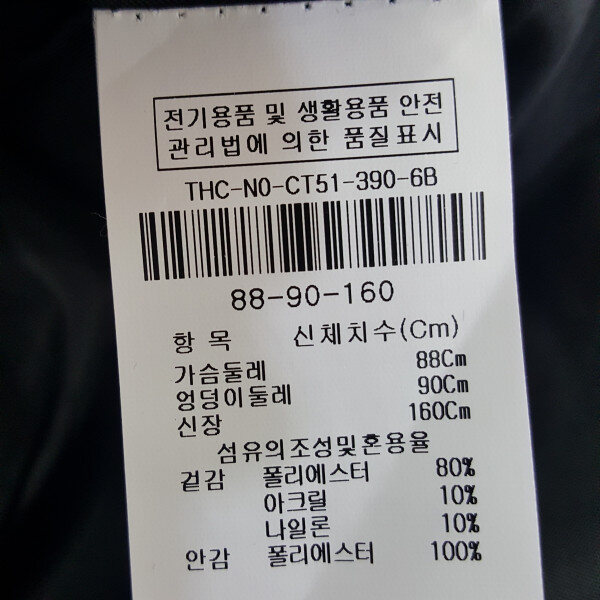 전기용품 및 생활용품 안전
관리법에 의한 품질표시
THC-NO-CT51-390-6B
88-90-160
항 목 신체치수(Cm)
가슴둘레 88Cm
엉덩이둘레 90Cm
신장 160Cm
섬유의조성및혼용율
겉감 폴리에스터 80%
아크릴 10%
나일론 10%
안감 폴리에스터 100%